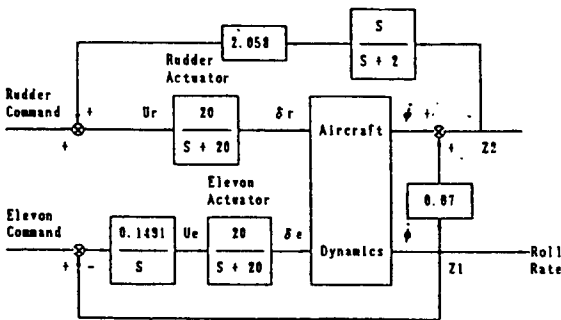 S
2.058
S + 2
Rudder
Actuator
Rudder
Command
+
+
Ur
20
S + 20
δr
Aircraft
φ̇
+
+
Z2
Elevon
Actuator
0.07
Elevon
Command
+
-
0.1491
S
Ue
20
S + 20
δe
Dynamics
φ̇
Z1
Roll
Rate